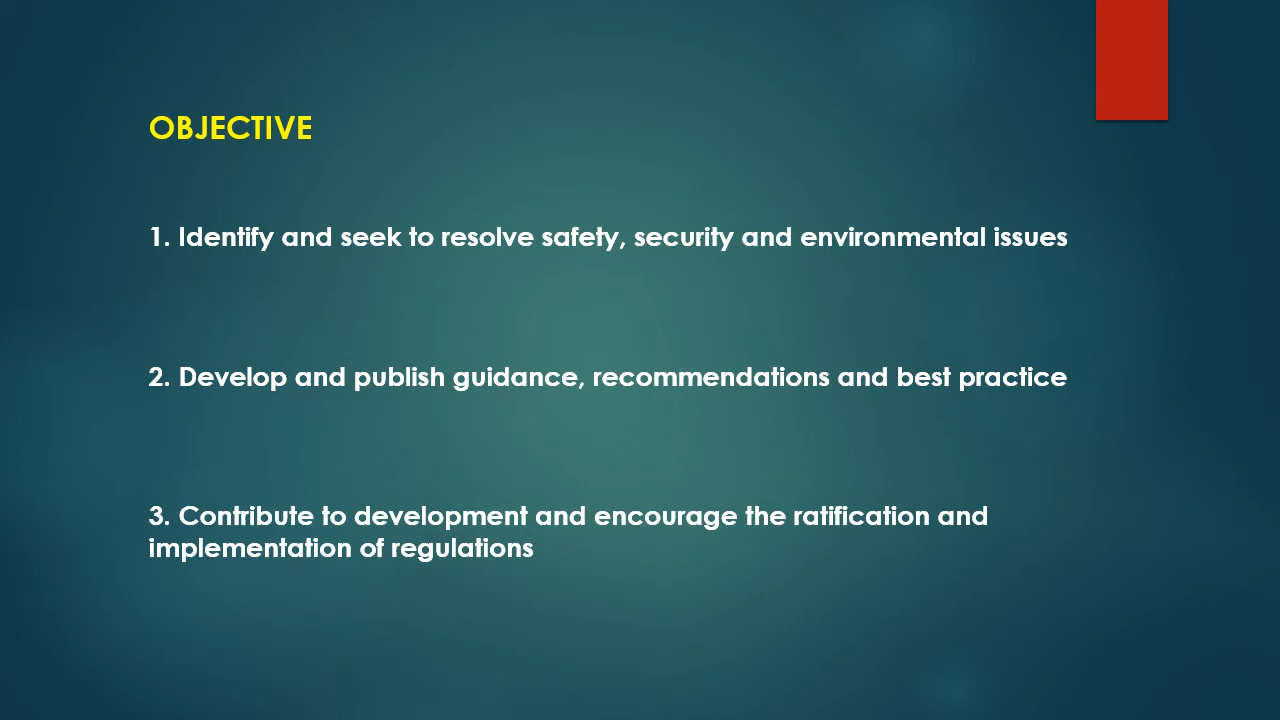 OBJECTIVE
1. Identify and seek to resolve safety, security and environmental issues
2. Develop and publish guidance, recommendations and best practice
3. Contribute to development and encourage the ratification and
implementation of regulations